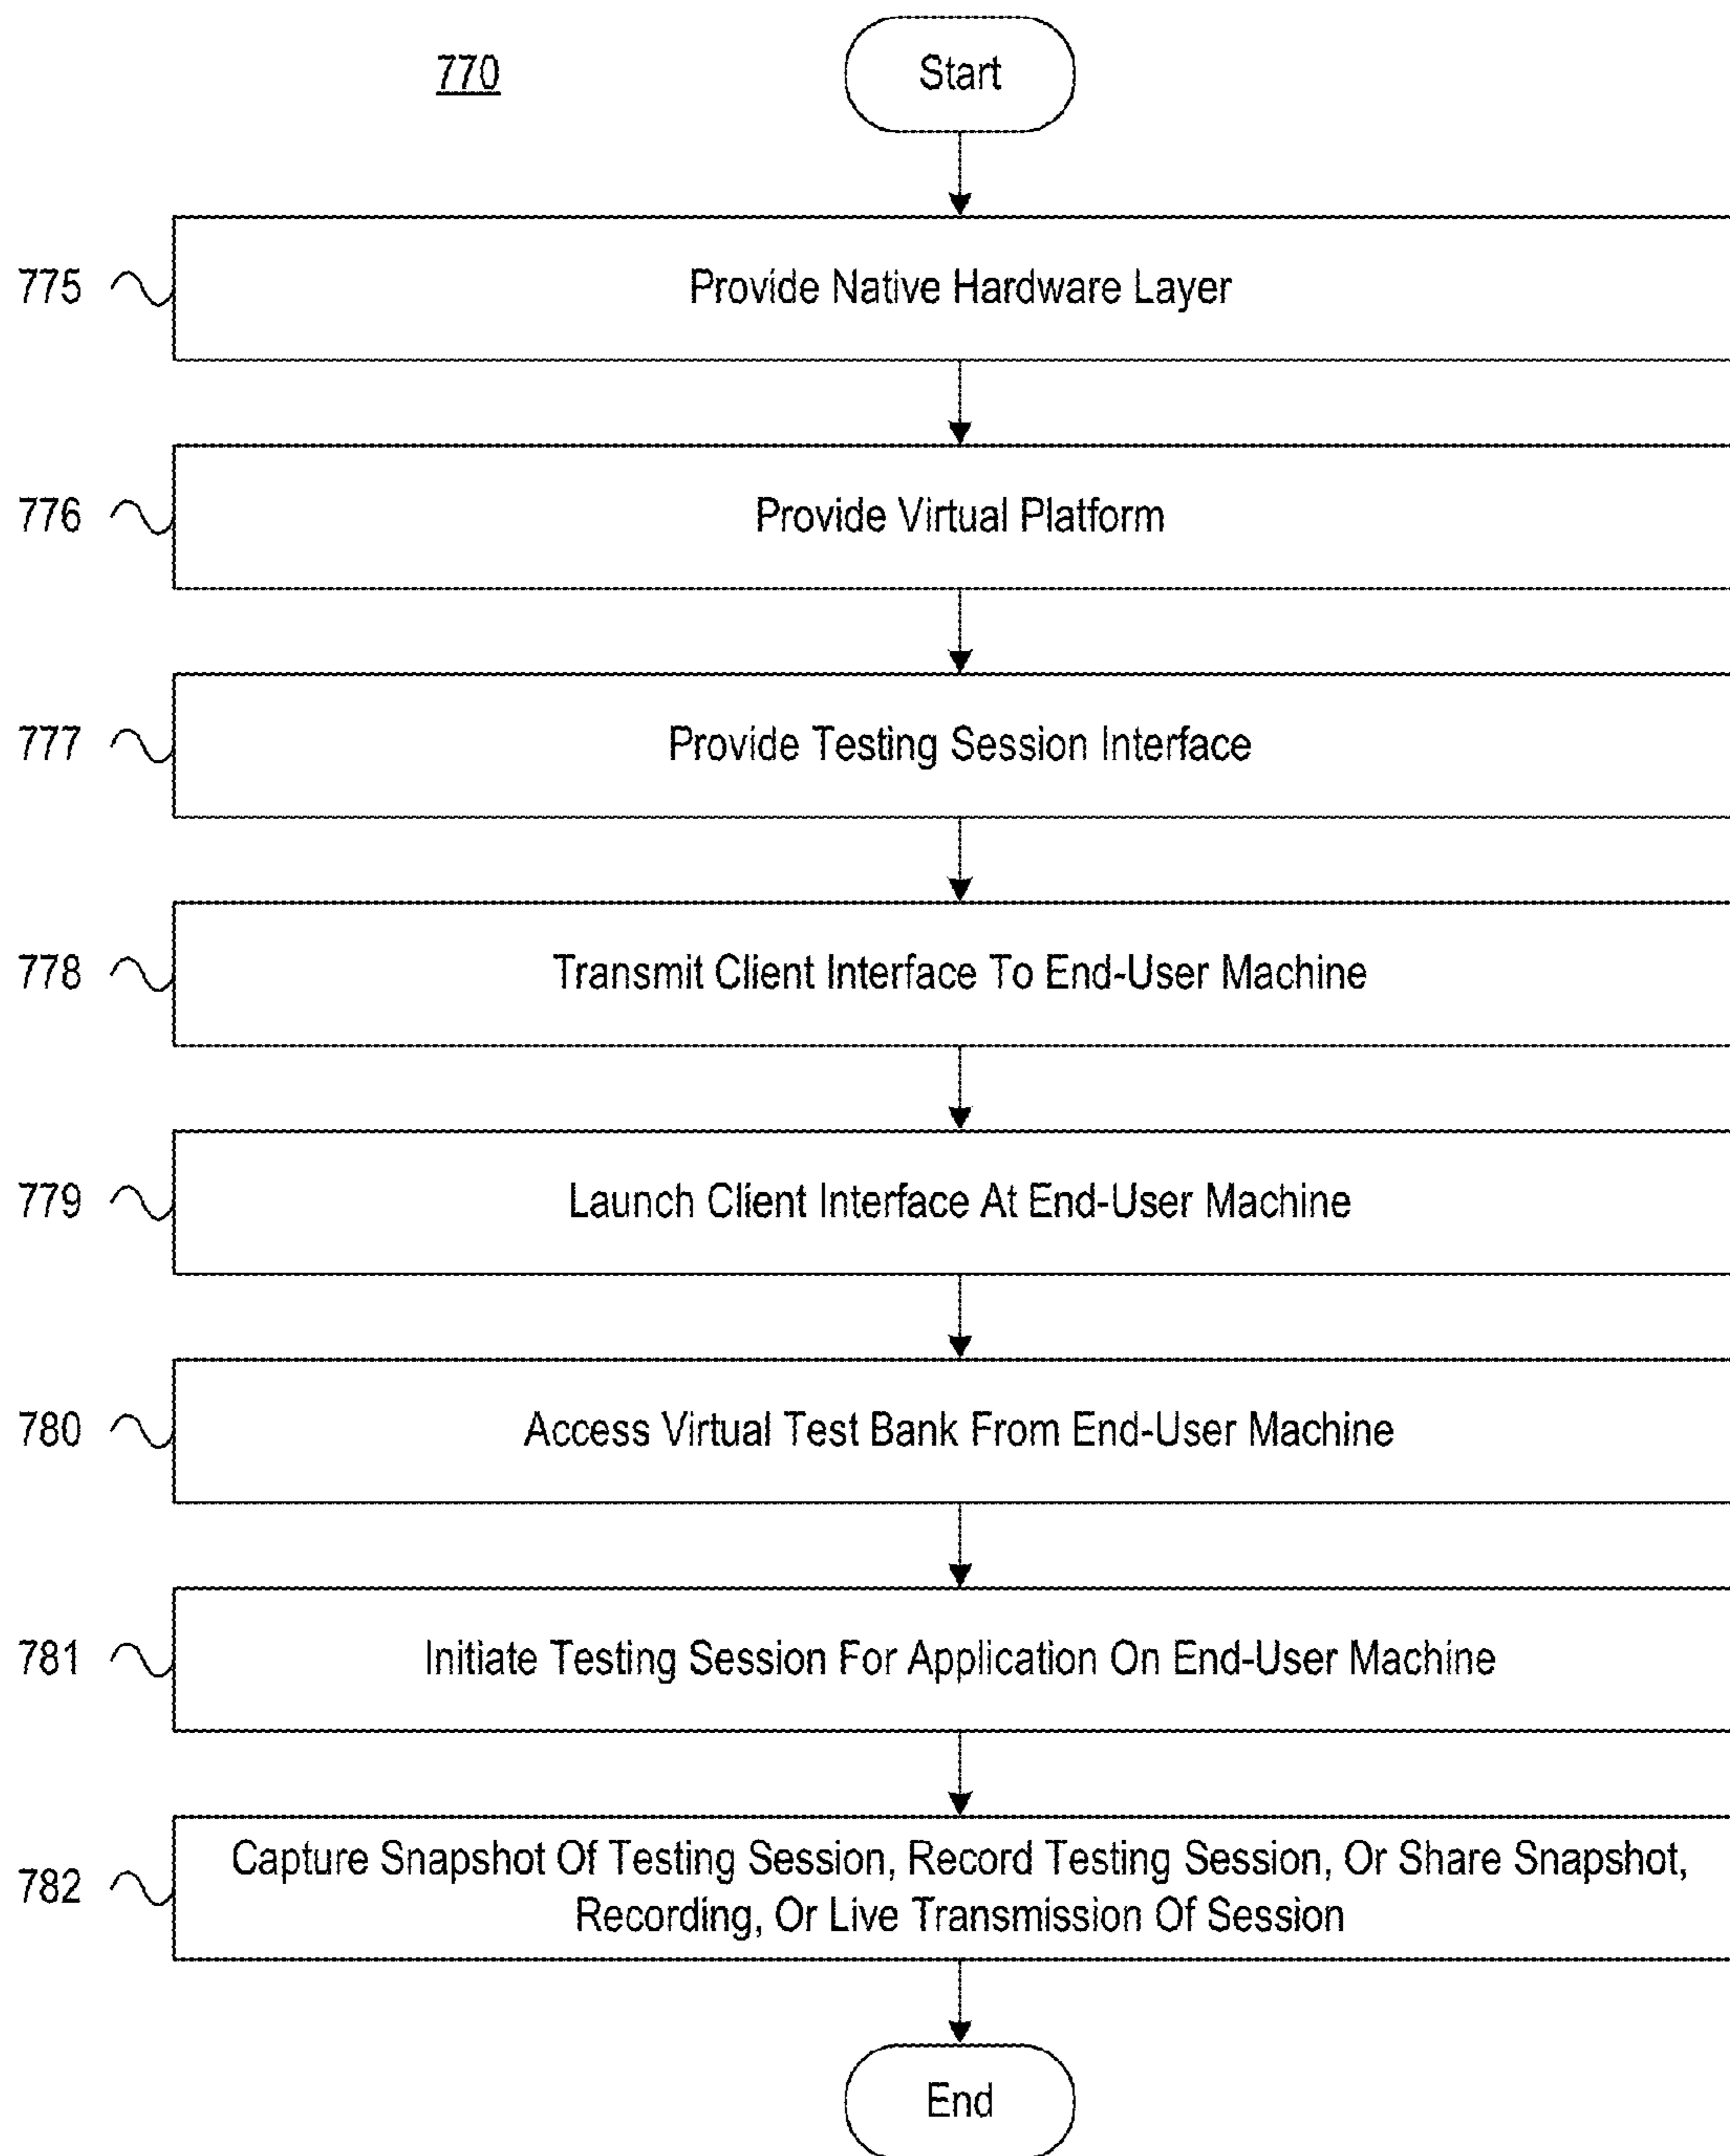 770
Start
775
Provide Native Hardware Layer
776
Provide Virtual Platform
777
Provide Testing Session Interface
778
Transmit Client Interface To End-User Machine
779
Launch Client Interface At End-User Machine
780
Access Virtual Test Bank From End-User Machine
781
Initiate Testing Session For Application On End-User Machine
782
Capture Snapshot Of Testing Session, Record Testing Session, Or Share Snapshot,
Recording, Or Live Transmission Of Session
End